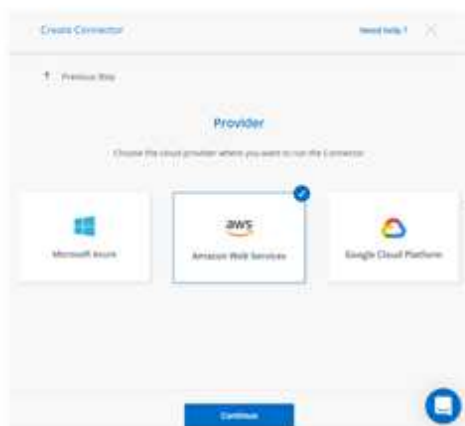 Create Connector
Need help ?
Previous Step
Provider
Choose the cloud provider where you want to run the Connector
aws
Microsoft Azure
Amazon Web Services
Google Cloud Platform
Continue